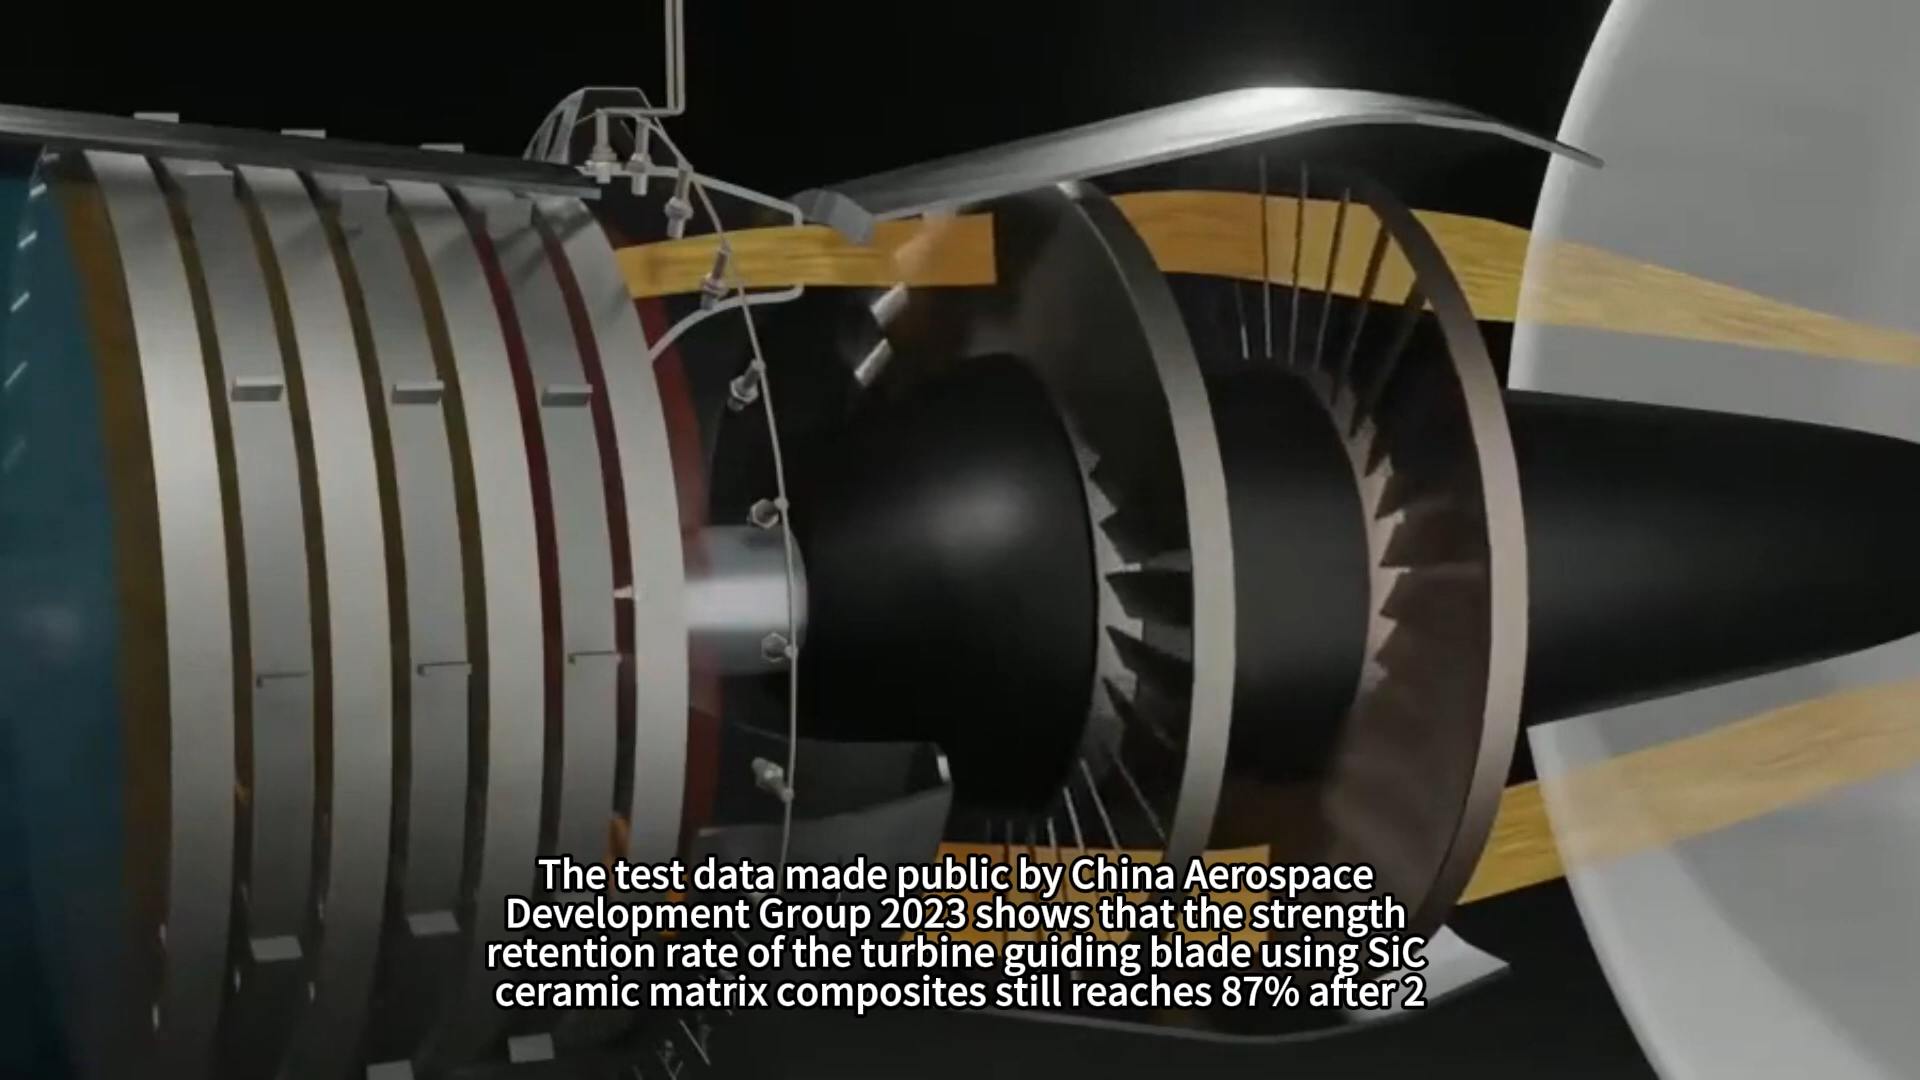 The test data made public by China Aerospace
Development Group 2023 shows that the strength
retention rate of the turbine guiding blade using SiC
ceramic matrix composites still reaches 87% after 2